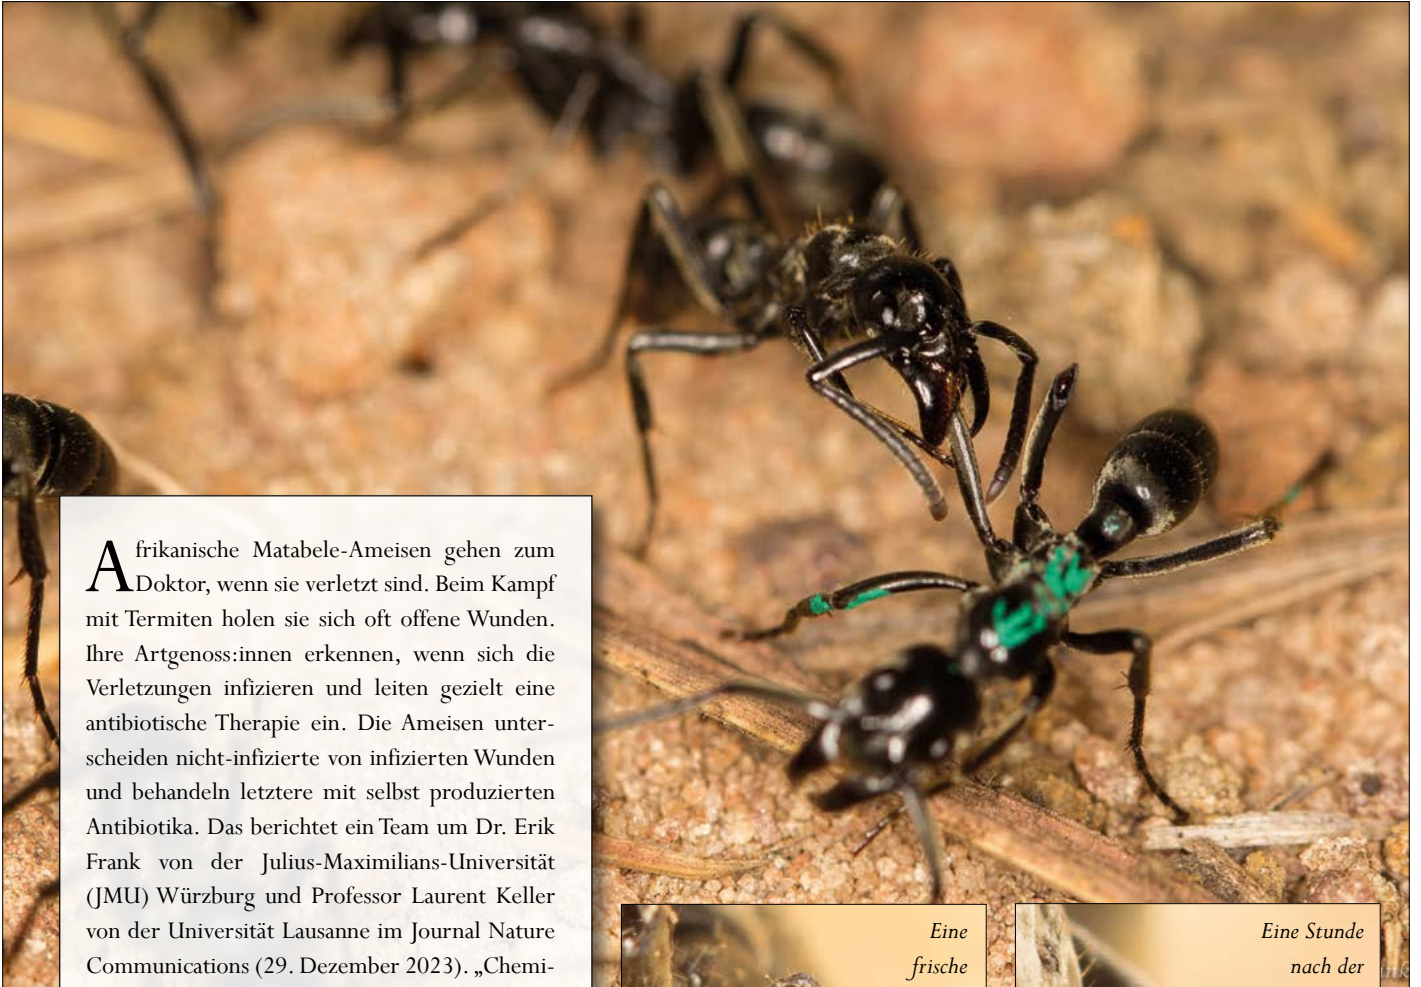 Afrikanische Matabele-Ameisen gehen zum
Doktor, wenn sie verletzt sind. Beim Kampf
mit Termiten holen sie sich oft offene Wunden.
Ihre Artgenoss:innen erkennen, wenn sich die
Verletzungen infizieren und leiten gezielt eine
antibiotische Therapie ein. Die Ameisen unter-
scheiden nicht-infizierte von infizierten Wunden
und behandeln letztere mit selbst produzierten
Antibiotika. Das berichtet ein Team um Dr. Erik
Frank von der Julius-Maximilians-Universität
(JMU) Würzburg und Professor Laurent Keller
von der Universität Lausanne im Journal Nature
Communications (29. Dezember 2023). „Chemi-
Eine
frische
Eine Stunde
nach der